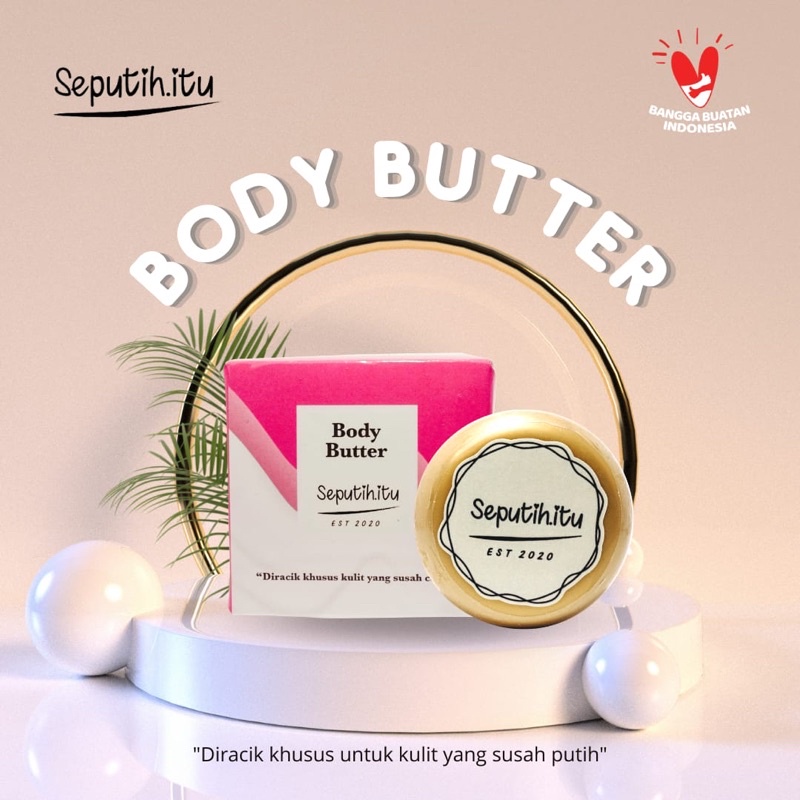 Seputih.itu
BANGGA BUATAN
INDONESIA
BODY BUTTER
Body
Butter
Seputih.itu
EST 2020
"Diracik khusus kulit yang susah
Seputih.itu
EST 2020
"Diracik khusus untuk kulit yang susah putih"